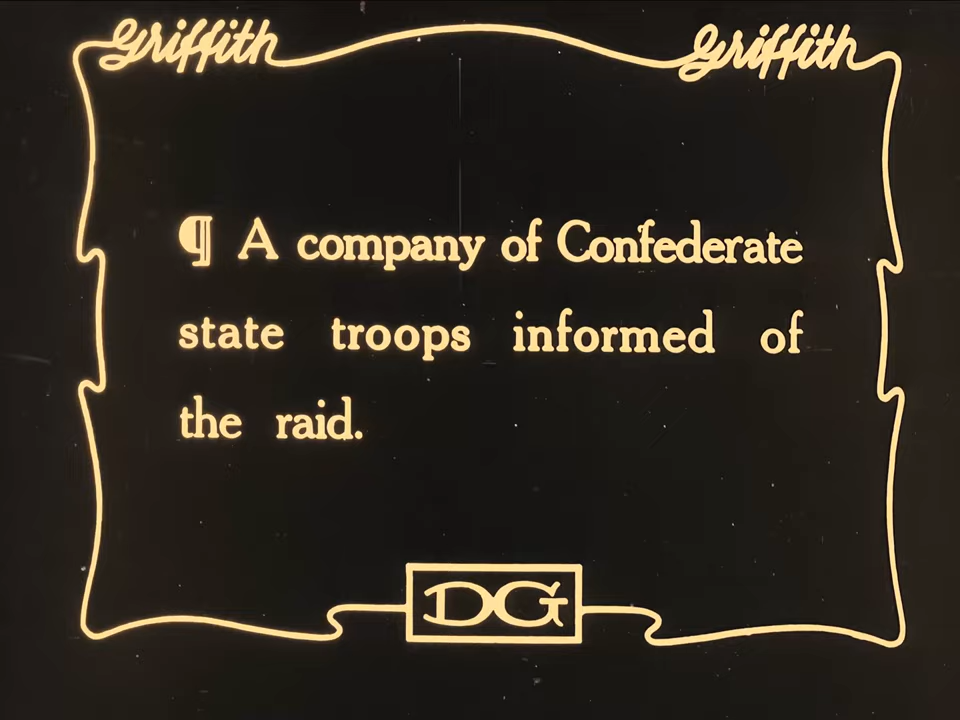 Griffith Griffith
¶ A company of Confederate
state troops informed of
the raid.
DG